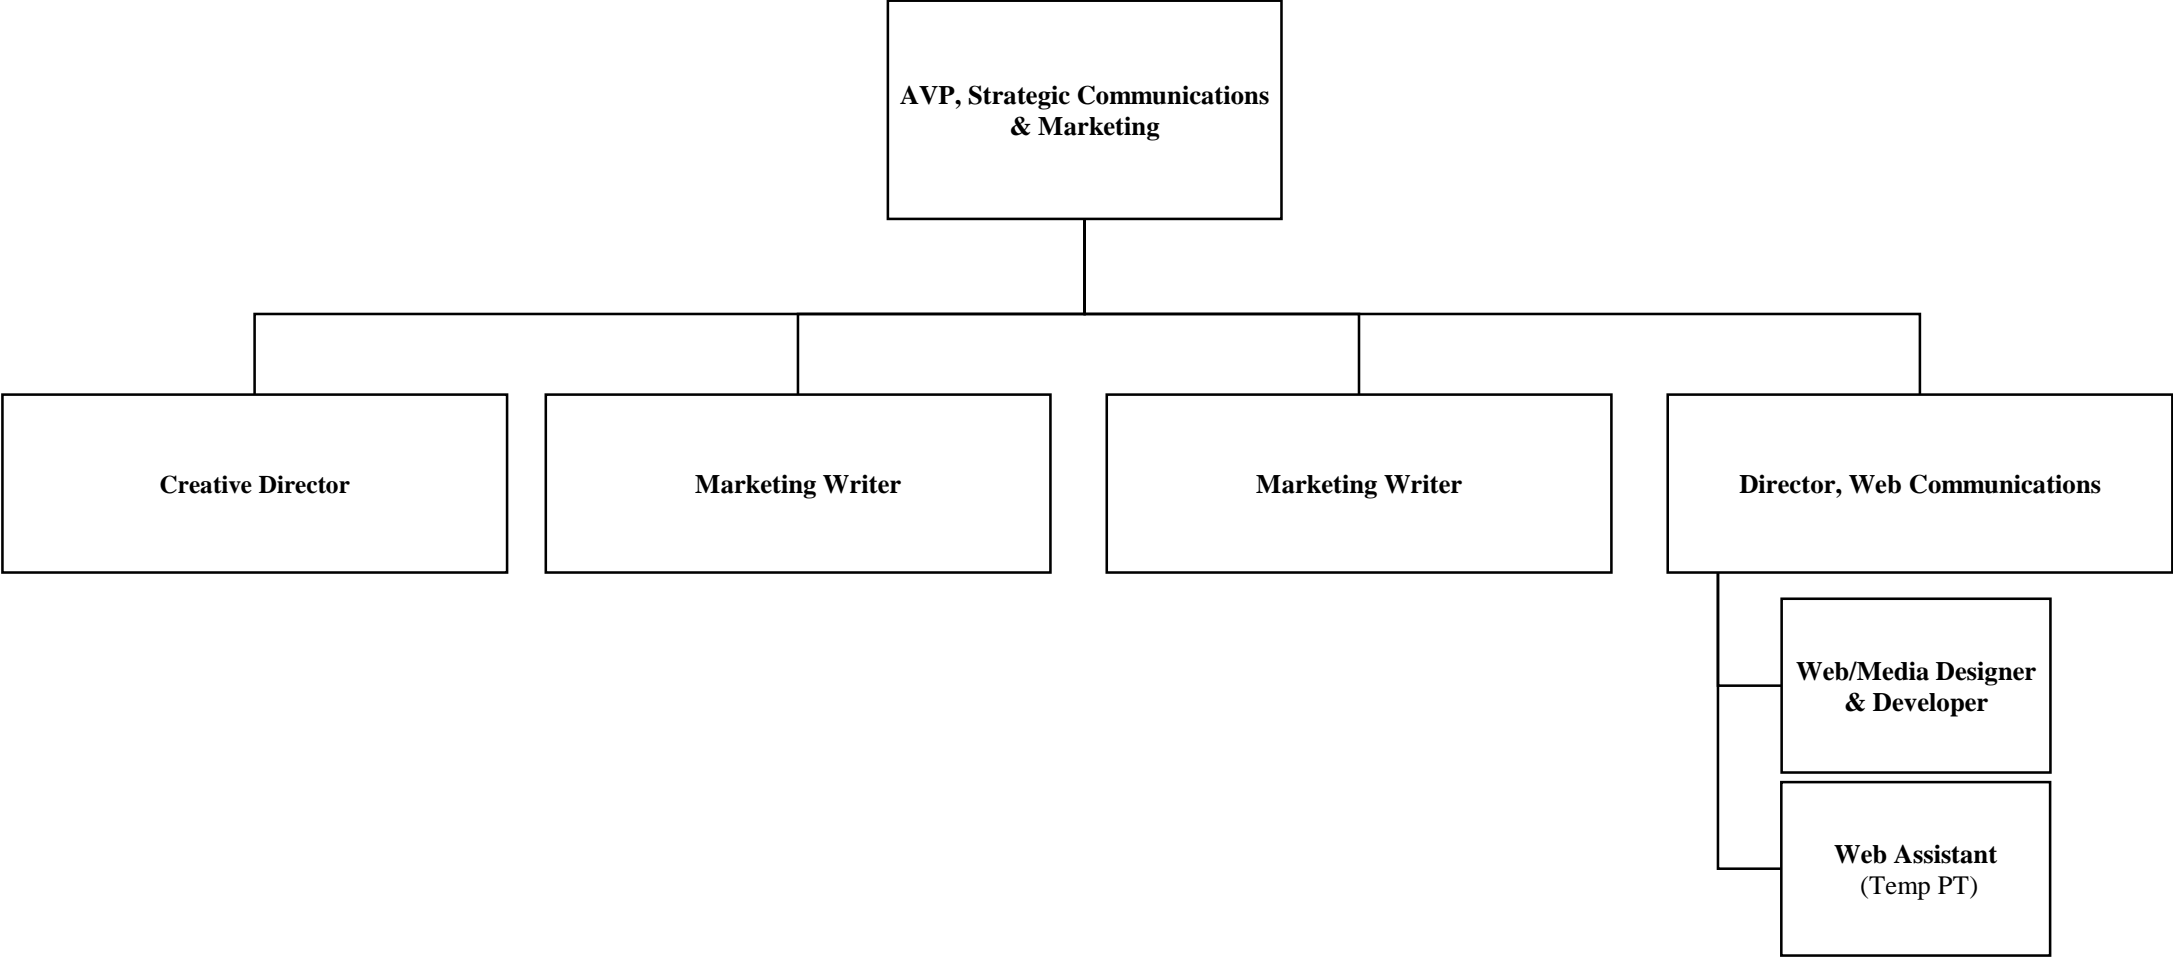 AVP, Strategic Communications
& Marketing
Creative Director
Marketing Writer
Marketing Writer
Director, Web Communications
Web/Media Designer
& Developer
Web Assistant
(Temp PT)